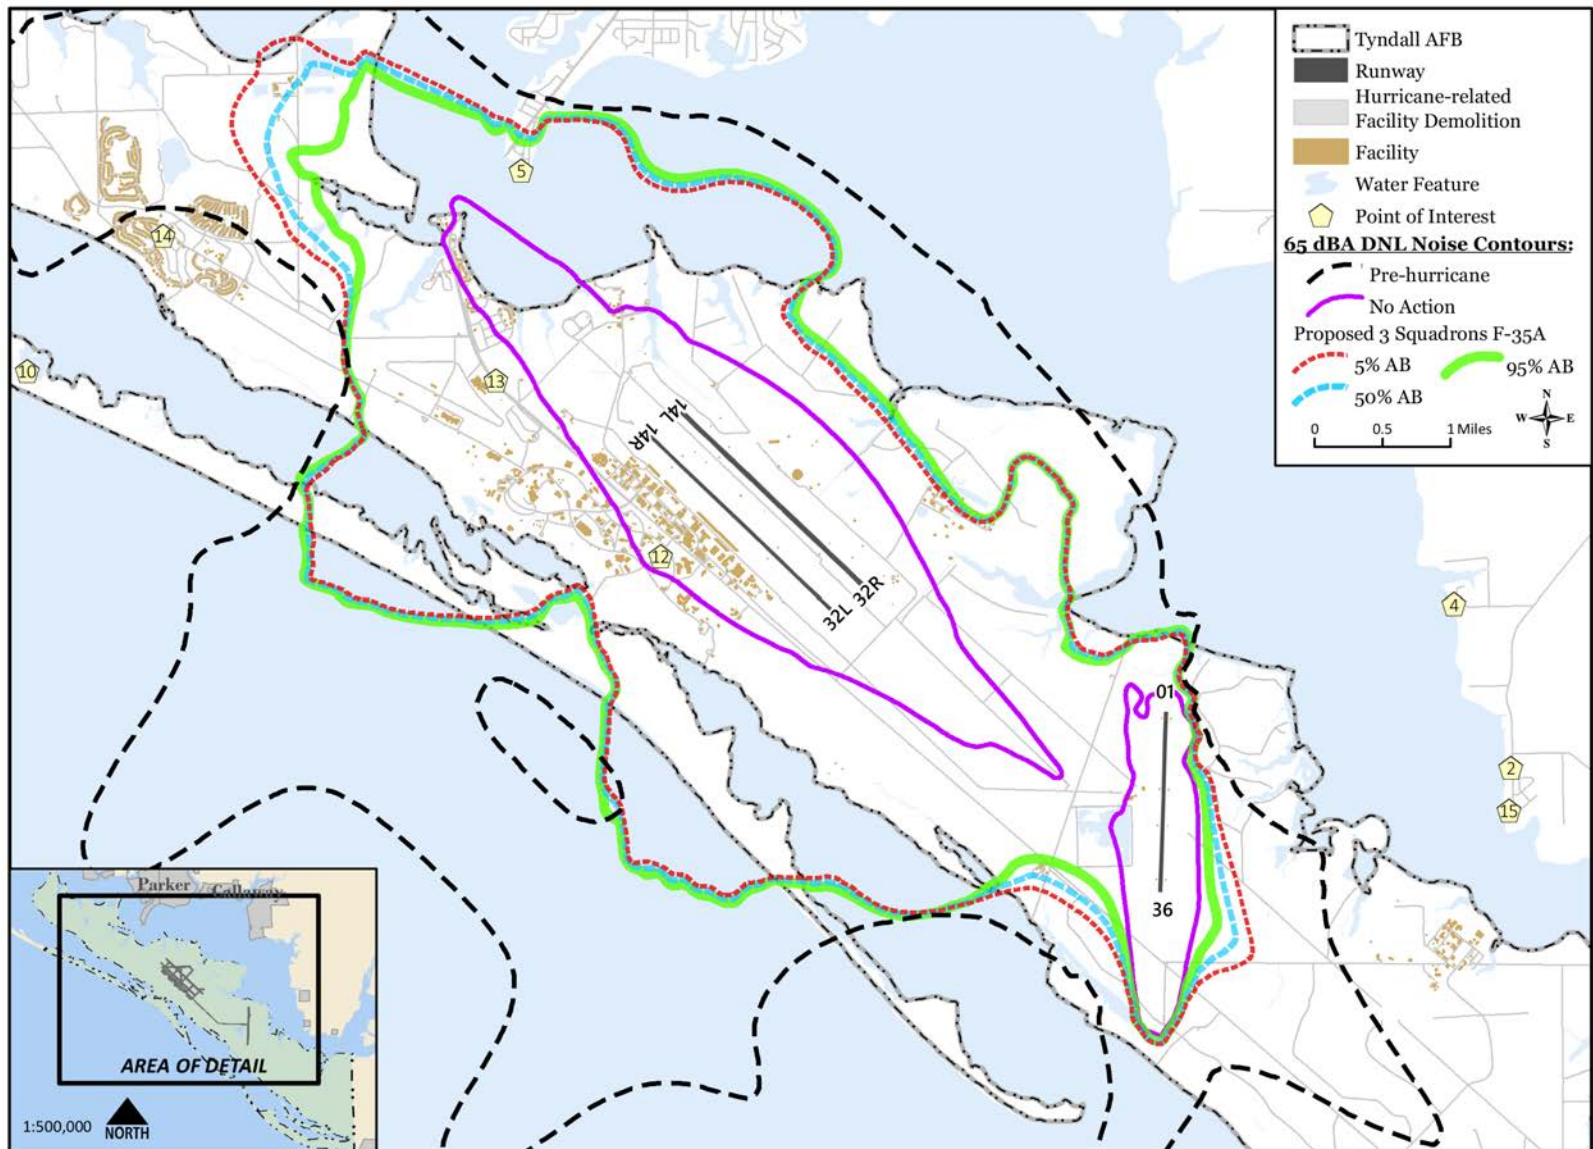 Tyndall AFB
Runway
Hurricane-related
Facility Demolition
Facility
Water Feature
Point of Interest
65 dBA DNL Noise Contours:
Pre-hurricane
No Action
Proposed 3 Squadrons F-35A
5% AB
95% AB
50% AB
N
W E
S
0 0.5 1 Miles
5
14
10
13
14L
14R
12
32R
32L
4
01
2
15
36
Parker
Callaway
AREA OF DETAIL
1:500,000
NORTH